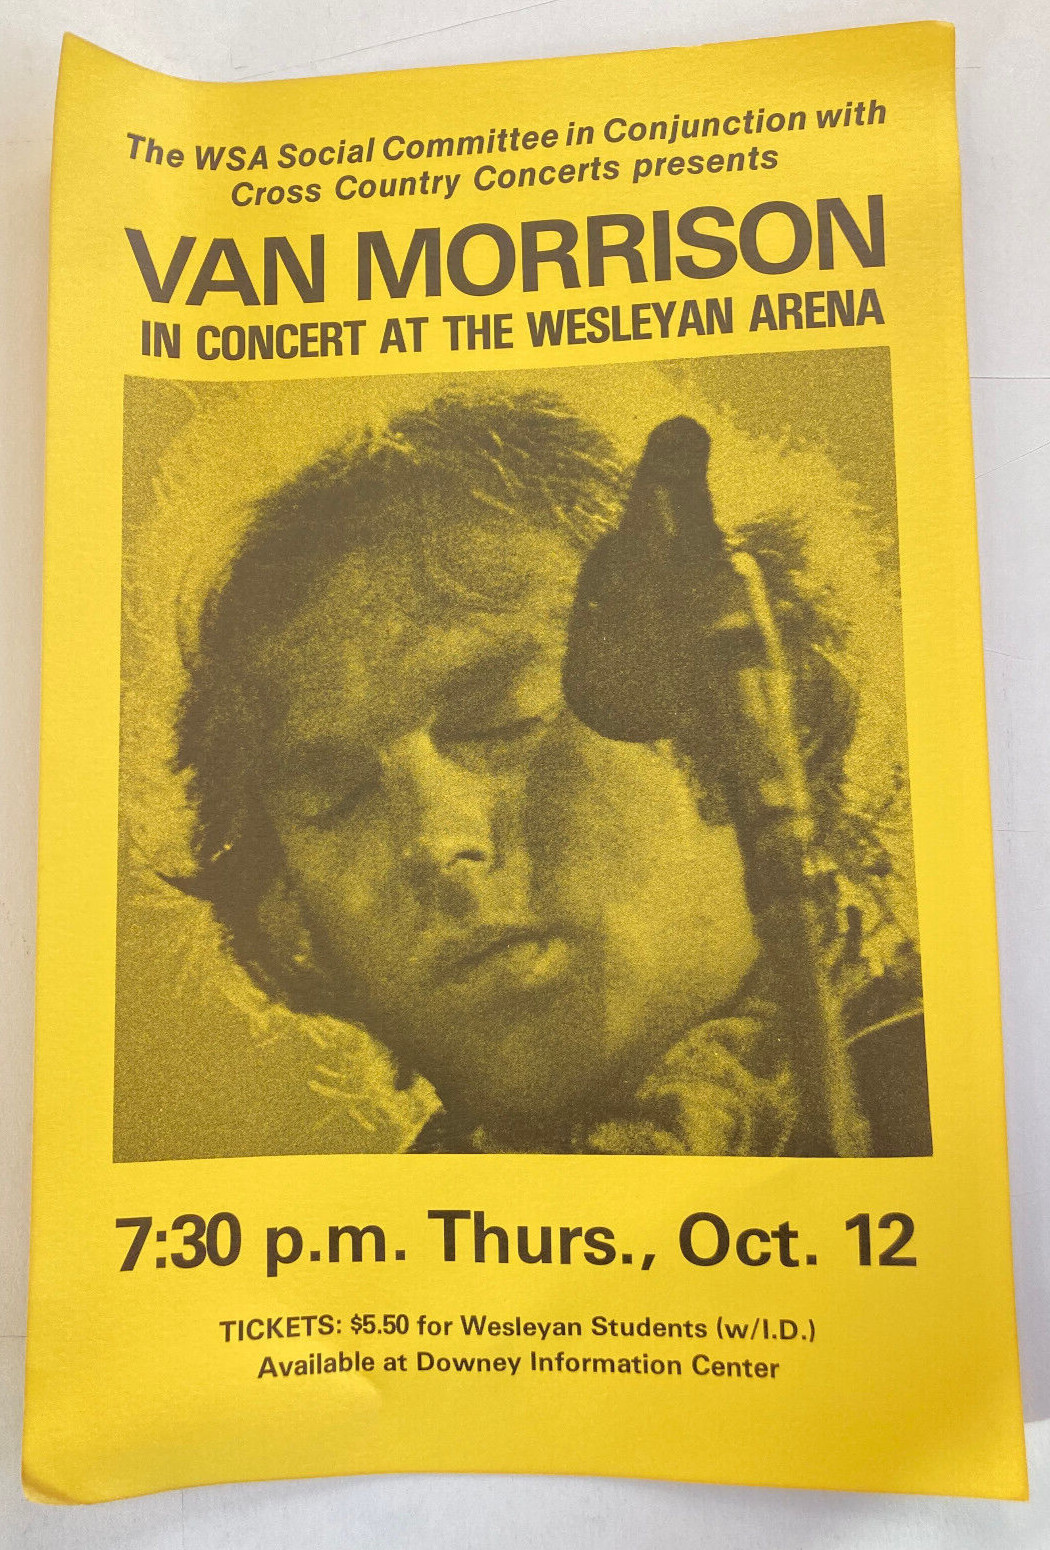 The WSA Social Committee in Conjunction with
Cross Country Concerts presents
VAN MORRISON
IN CONCERT AT THE WESLEYAN ARENA
7:30 p.m. Thurs., Oct. 12
TICKETS: $5.50 for Wesleyan Students (w/I.D.)
Available at Downey Information Center